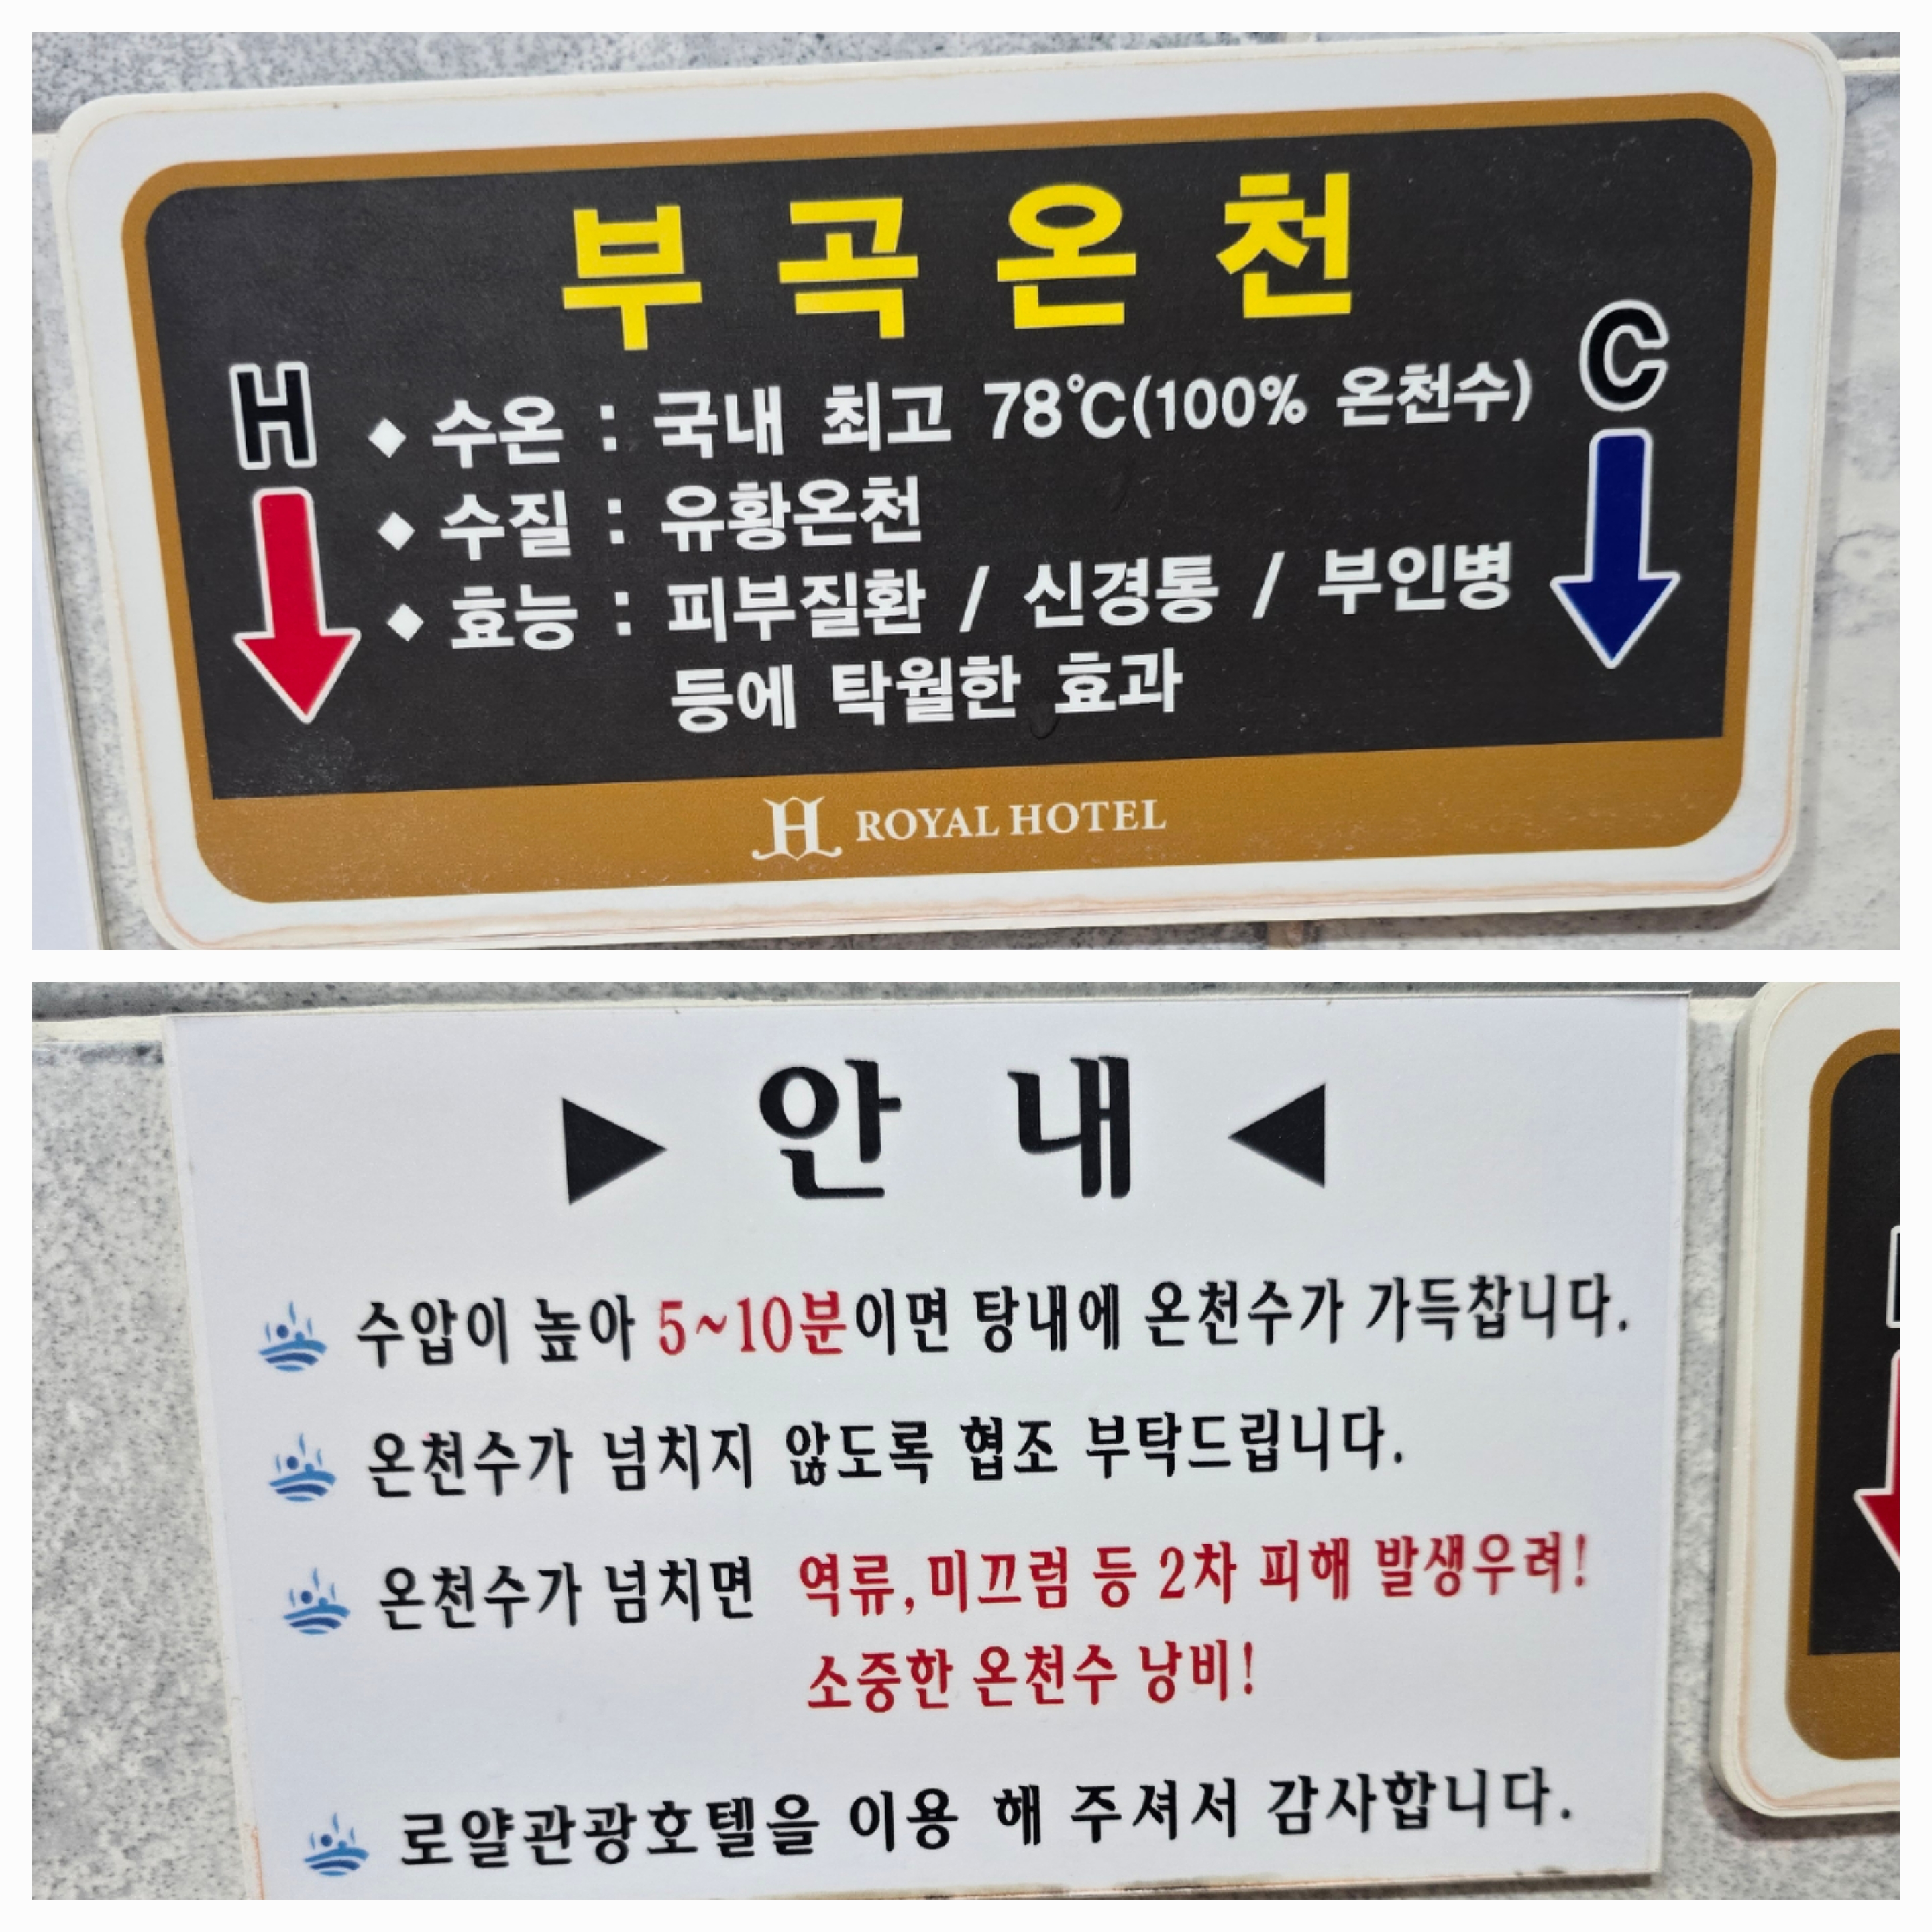 부곡온천
H
C
◆ 수온 : 국내 최고 78℃(100% 온천수)
◆ 수질 : 유황온천
◆ 효능 : 피부질환 / 신경통 / 부인병
등에 탁월한 효과
ROYAL HOTEL
▶ 안 내 ◀
수압이 높아 5~10분이면 탕내에 온천수가 가득찹니다.
온천수가 넘치지 않도록 협조 부탁드립니다.
온천수가 넘치면 역류,미끄럼 등 2차 피해 발생우려!
소중한 온천수 낭비!
로얄관광호텔을 이용 해 주셔서 감사합니다.